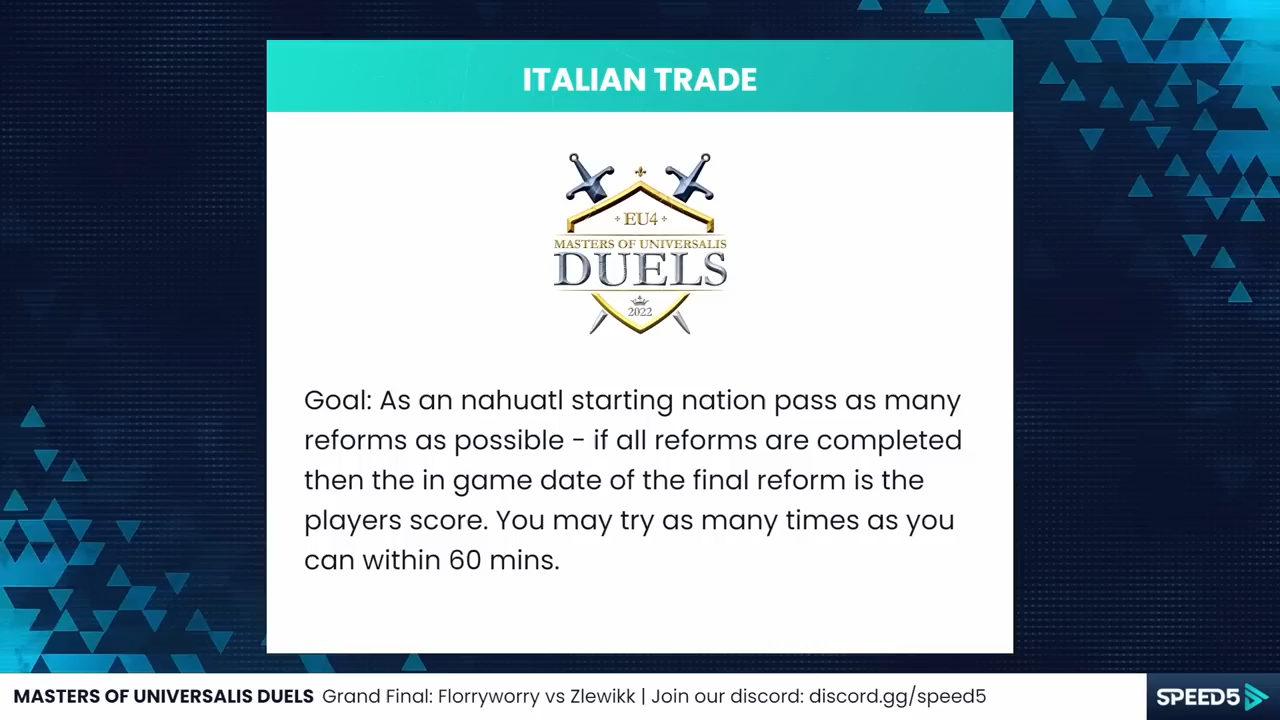 ITALIAN TRADE
EU4
MASTERS OF UNIVERSALIS
DUELS
2022
Goal: As an nahuatl starting nation pass as many
reforms as possible - if all reforms are completed
then the in game date of the final reform is the
players score. You may try as many times as you
can within 60 mins.
MASTERS OF UNIVERSALIS DUELS Grand Final: Florryworry vs Zlewikk | Join our discord: discord.gg/speed5
SPEED5